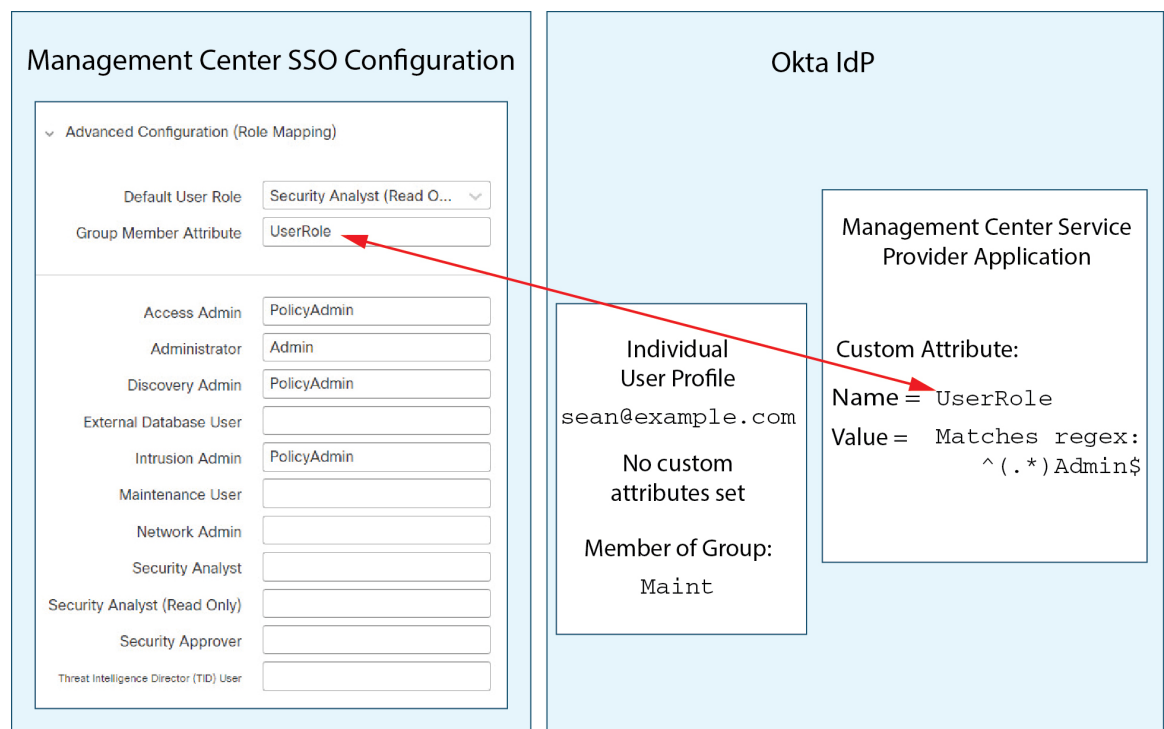 Management Center SSO Configuration
Advanced Configuration (Role Mapping)
Default User Role
Security Analyst (Read O...
Group Member Attribute
UserRole
Access Admin
PolicyAdmin
Administrator
Admin
Discovery Admin
PolicyAdmin
External Database User
Intrusion Admin
PolicyAdmin
Maintenance User
Network Admin
Security Analyst
Security Analyst (Read Only)
Security Approver
Threat Intelligence Director (TID) User
Okta IdP
Individual
User Profile
sean@example.com
No custom
attributes set
Member of Group:
Maint
Management Center Service
Provider Application
Custom Attribute:
Name = UserRole
Value = Matches regex:
^(.*)Admin$